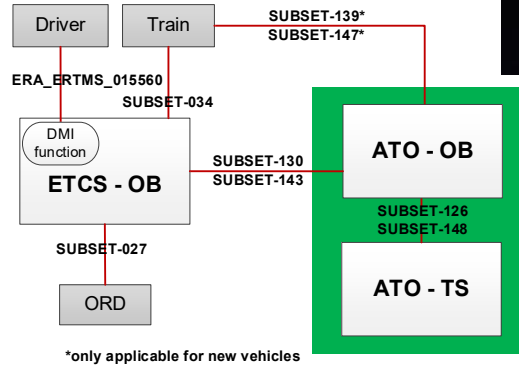 Driver
Train
SUBSET-139*
SUBSET-147*
ERA_ERTMS_015560
SUBSET-034
DMI
function
ETCS - OB
SUBSET-130
SUBSET-143
ATO - OB
SUBSET-126
SUBSET-148
SUBSET-027
ATO - TS
ORD
*only applicable for new vehicles